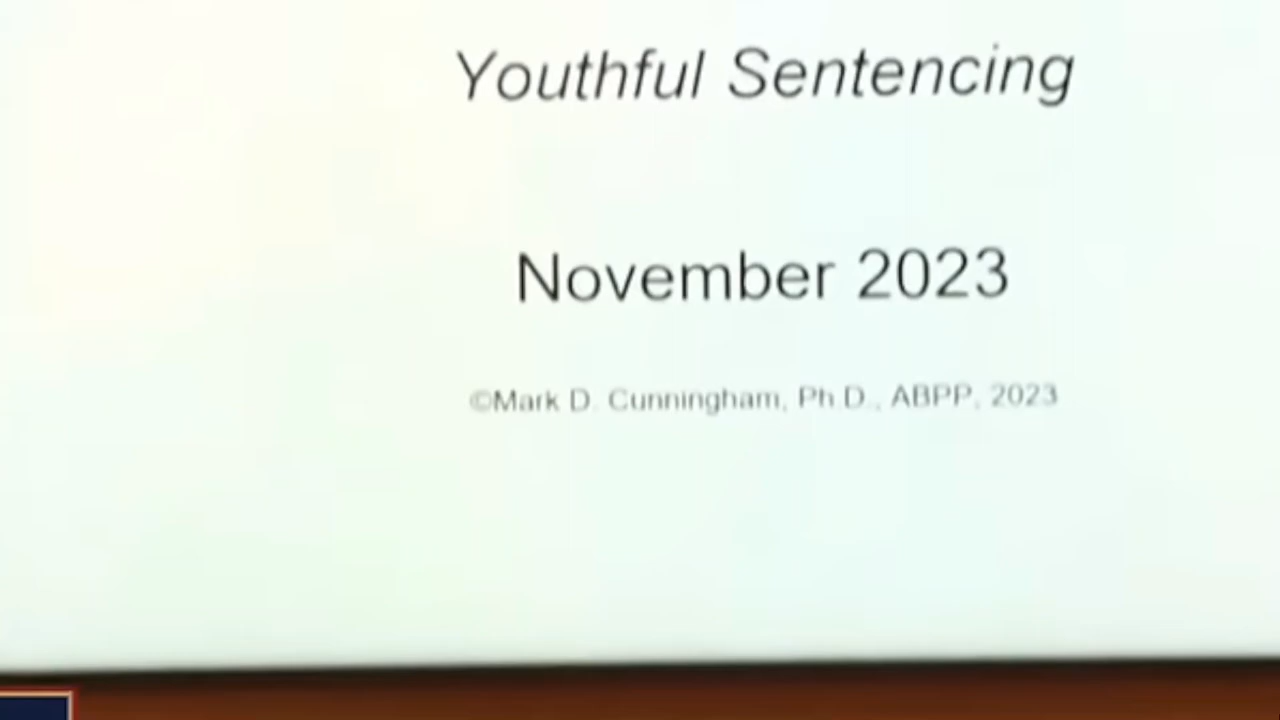 Youthful Sentencing
November 2023
©Mark D. Cunningham, Ph.D., ABPP, 2023